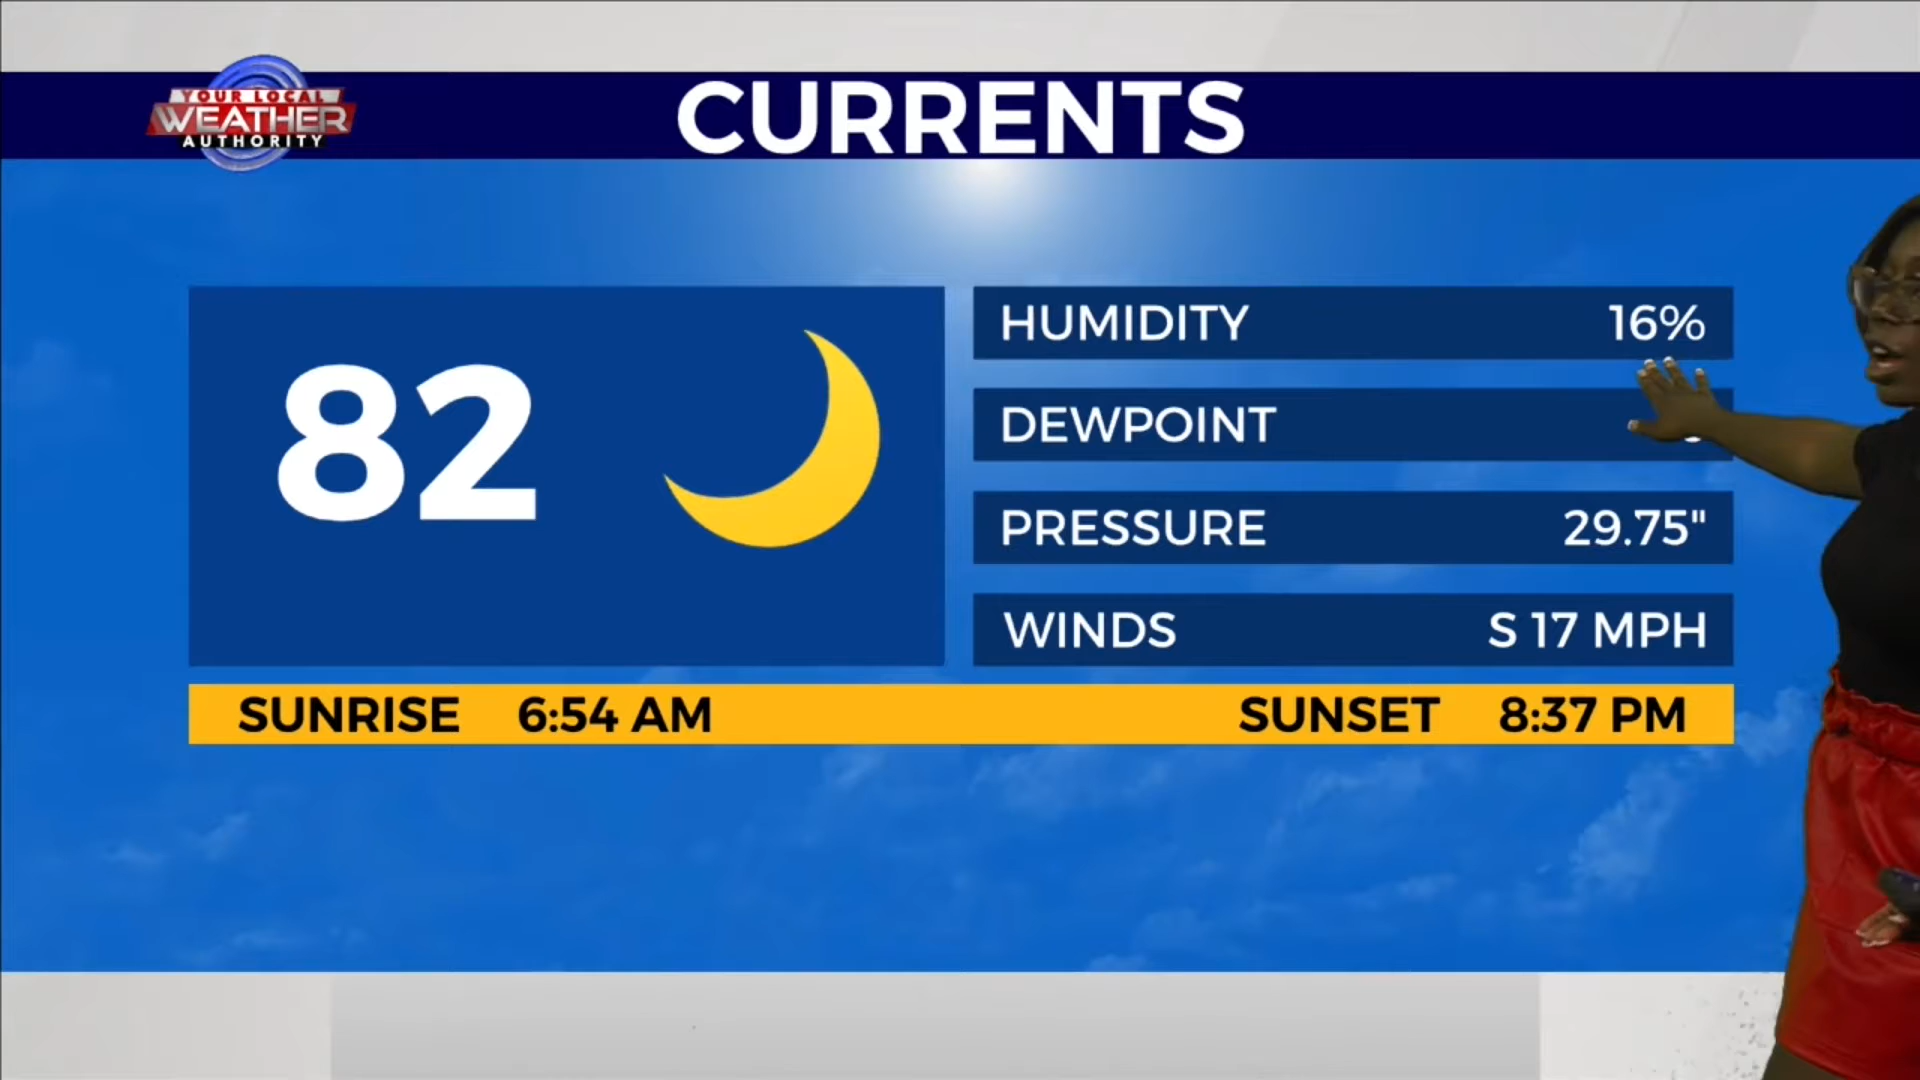 YOUR LOCAL
WEATHER
AUTHORITY
CURRENTS
82
HUMIDITY 16%
DEWPOINT
PRESSURE 29.75"
WINDS S 17 MPH
SUNRISE 6:54 AM SUNSET 8:37 PM